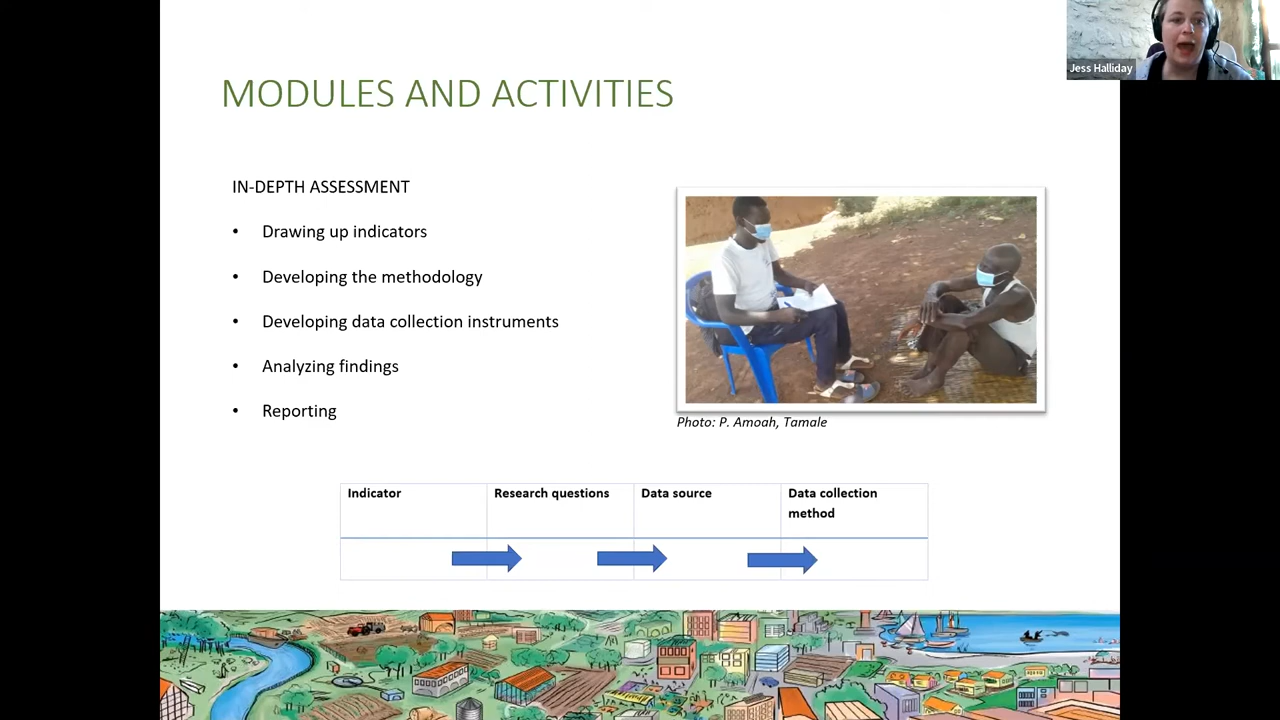 Jess Halliday
MODULES AND ACTIVITIES
IN-DEPTH ASSESSMENT
• Drawing up indicators
• Developing the methodology
• Developing data collection instruments
• Analyzing findings
• Reporting
Photo: P. Amoah, Tamale
Indicator
Research questions
Data source
Data collection
method